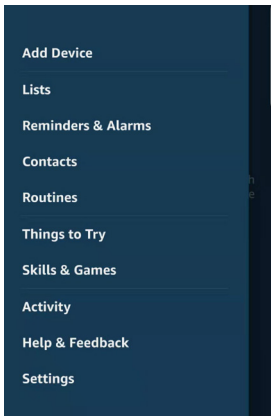 Add Device
Lists
Reminders & Alarms
Contacts
Routines
Things to Try
Skills & Games
Activity
Help & Feedback
Settings